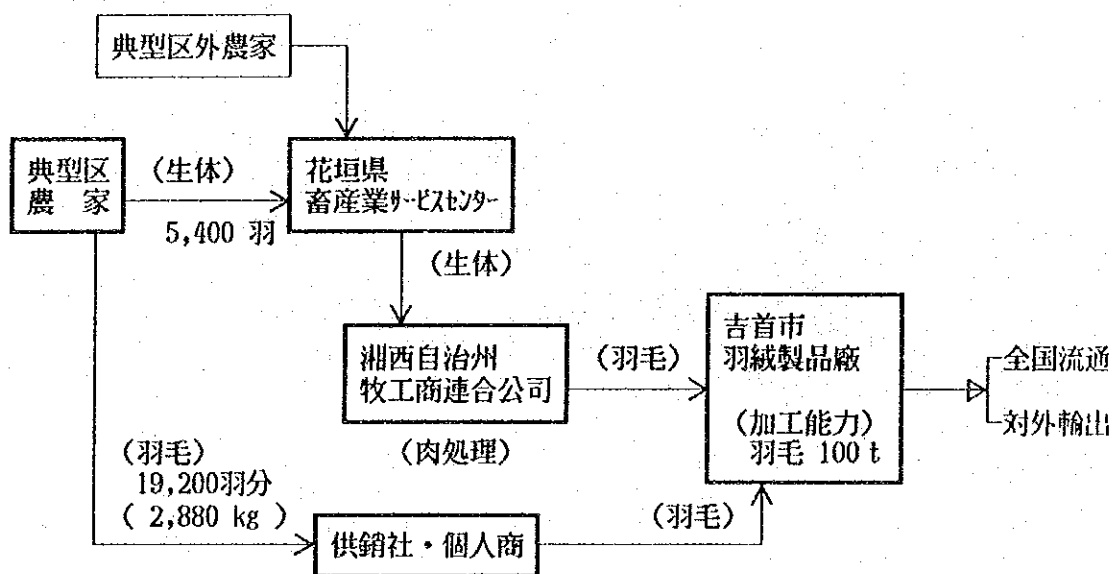 典型区外農家
典型区
農　家
（生体）
5,400 羽
花垣県
畜産業サービスセンター
（生体）
湘西自治州
牧工商連合公司
（肉処理）
（羽毛）
吉首市
羽絨製品廠
（加工能力）
羽毛 100 t
全国流通
対外輸出
（羽毛）
19,200羽分
( 2,880 kg )
供銷社・個人商
（羽毛）